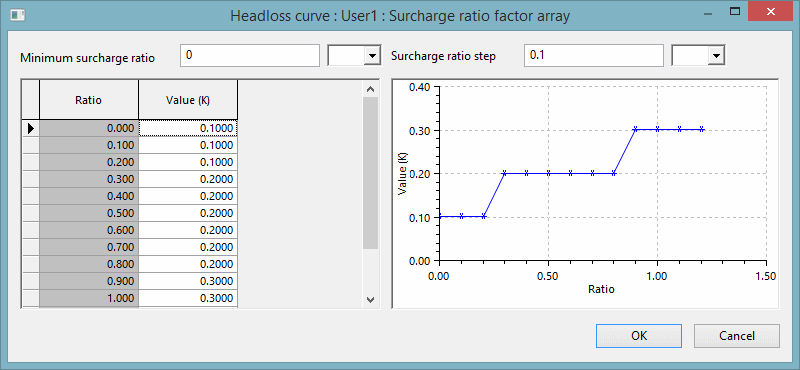 Headloss curve : User1 : Surcharge ratio factor array
Minimum surcharge ratio 0 Surcharge ratio step 0.1
Ratio Value (K)
0.000 0.1000
0.100 0.1000
0.200 0.1000
0.300 0.2000
0.400 0.2000
0.500 0.2000
0.600 0.2000
0.700 0.2000
0.800 0.2000
0.900 0.3000
1.000 0.3000
Value (K)
0.40
0.30
0.20
0.10
0.00
0.00 0.50 1.00 1.50
Ratio
OK Cancel